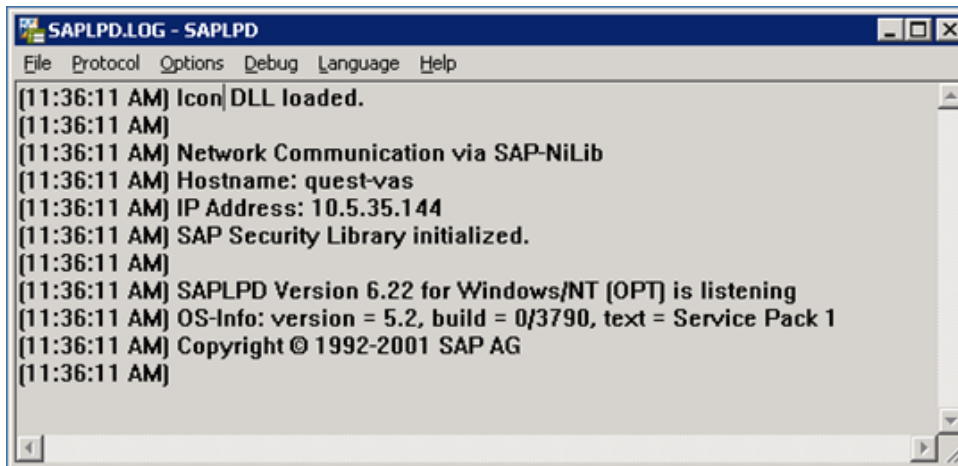 SAPLPD.LOG - SAPLPD
File Protocol Options Debug Language Help
(11:36:11 AM) Icon DLL loaded.
(11:36:11 AM)
(11:36:11 AM) Network Communication via SAP-NiLib
(11:36:11 AM) Hostname: quest-vas
(11:36:11 AM) IP Address: 10.5.35.144
(11:36:11 AM) SAP Security Library initialized.
(11:36:11 AM)
(11:36:11 AM) SAPLPD Version 6.22 for Windows/NT (OPT) is listening
(11:36:11 AM) OS-Info: version = 5.2, build = 0/3790, text = Service Pack 1
(11:36:11 AM) Copyright © 1992-2001 SAP AG
(11:36:11 AM)